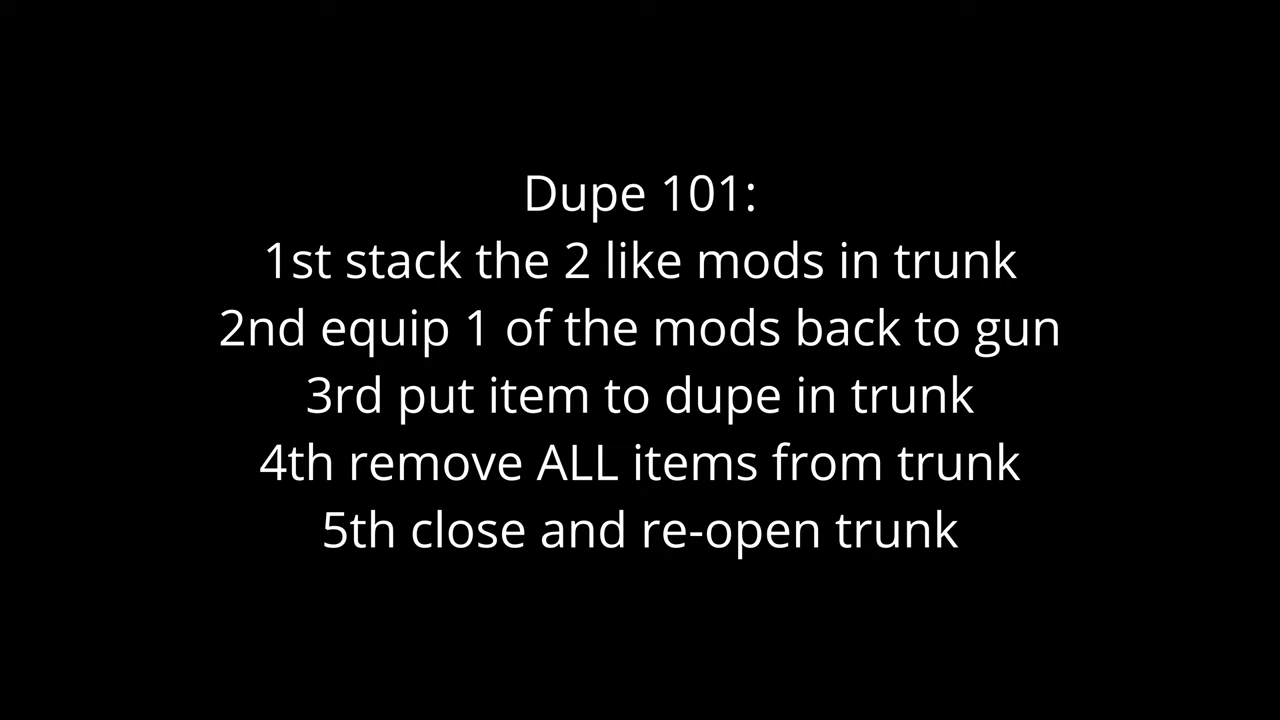 Dupe 101:
1st stack the 2 like mods in trunk
2nd equip 1 of the mods back to gun
3rd put item to dupe in trunk
4th remove ALL items from trunk
5th close and re-open trunk